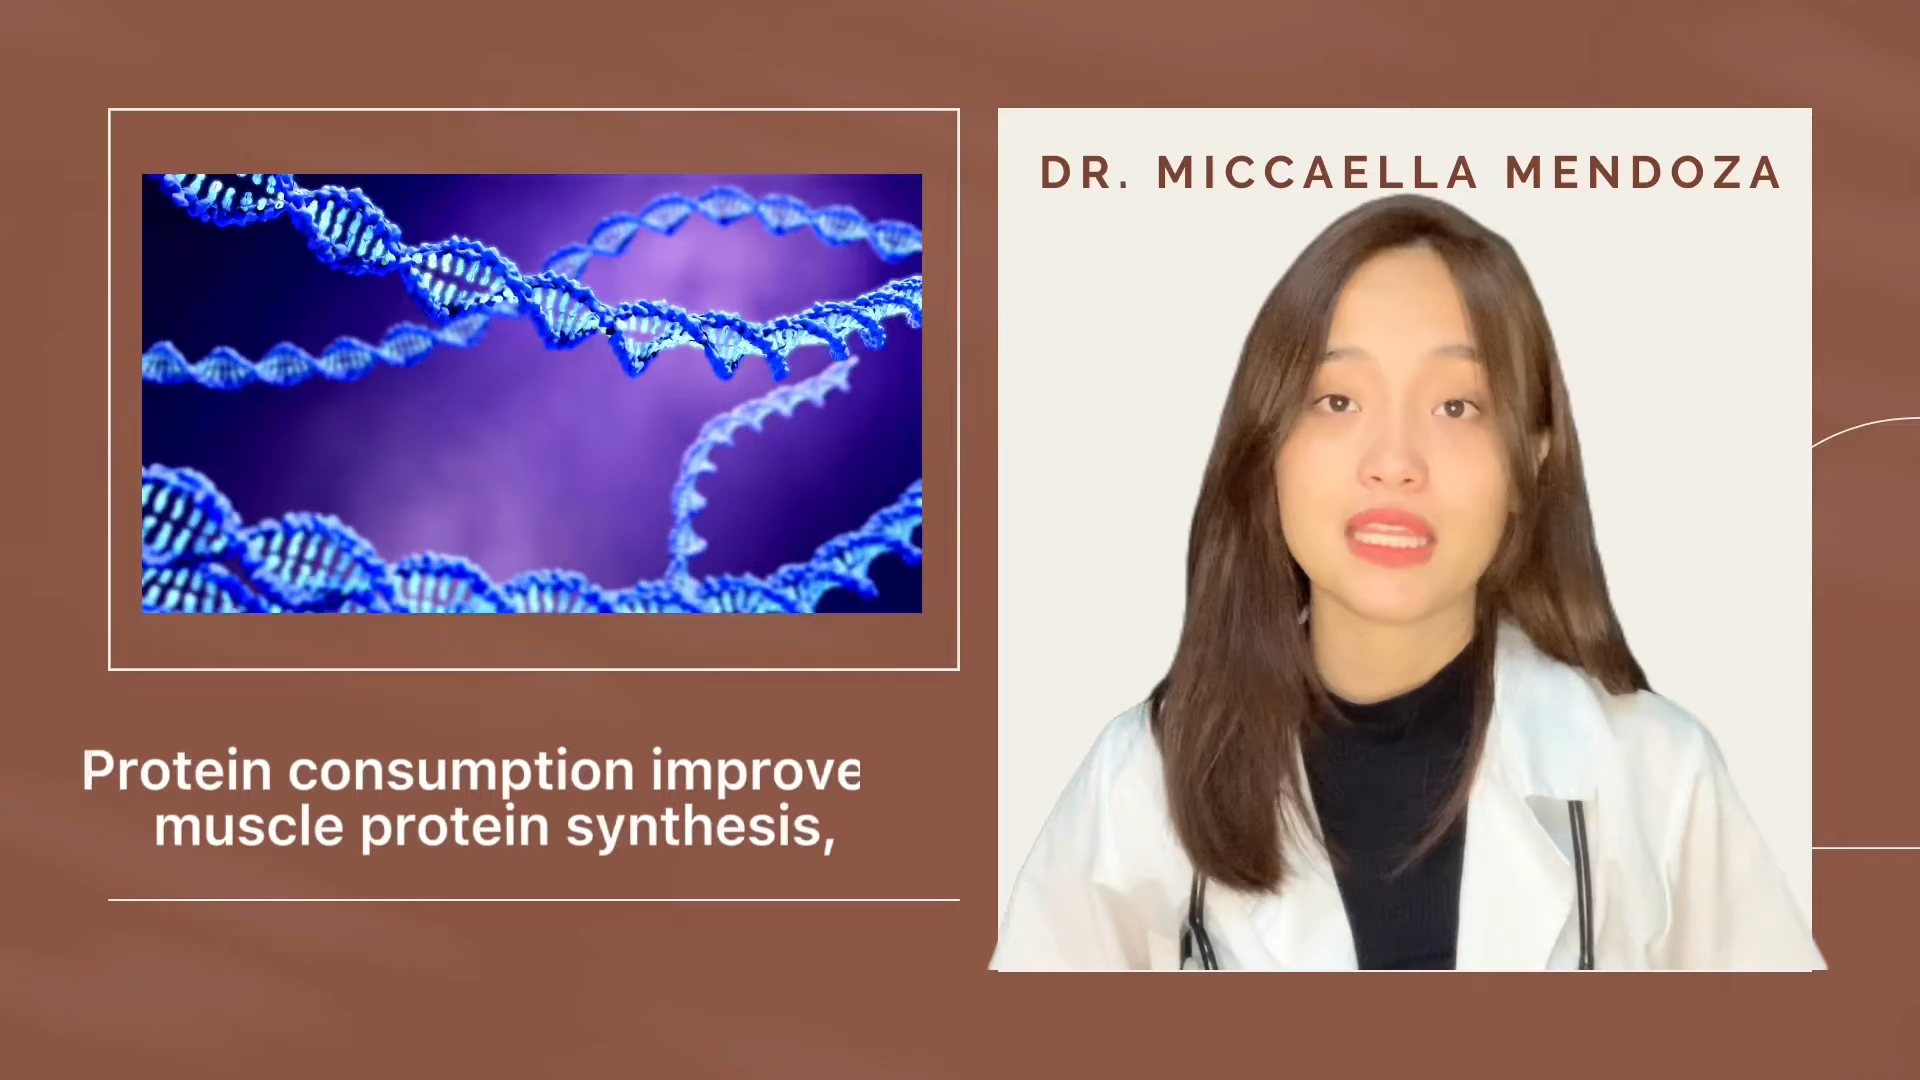 DR. MICCAELLA MENDOZA
Protein consumption improve
muscle protein synthesis,